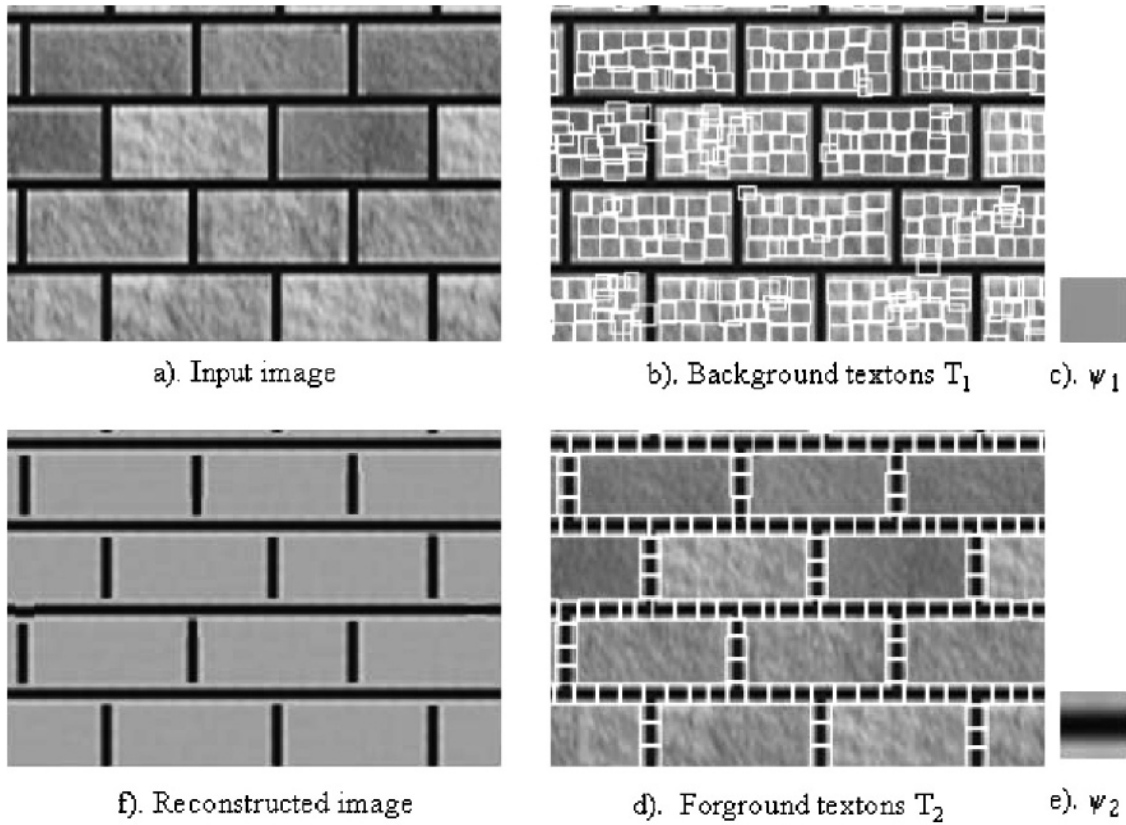 a). Input image
b). Background textons T1
c). ψ1
f). Reconstructed image
d). Forground textons T2
e). ψ2